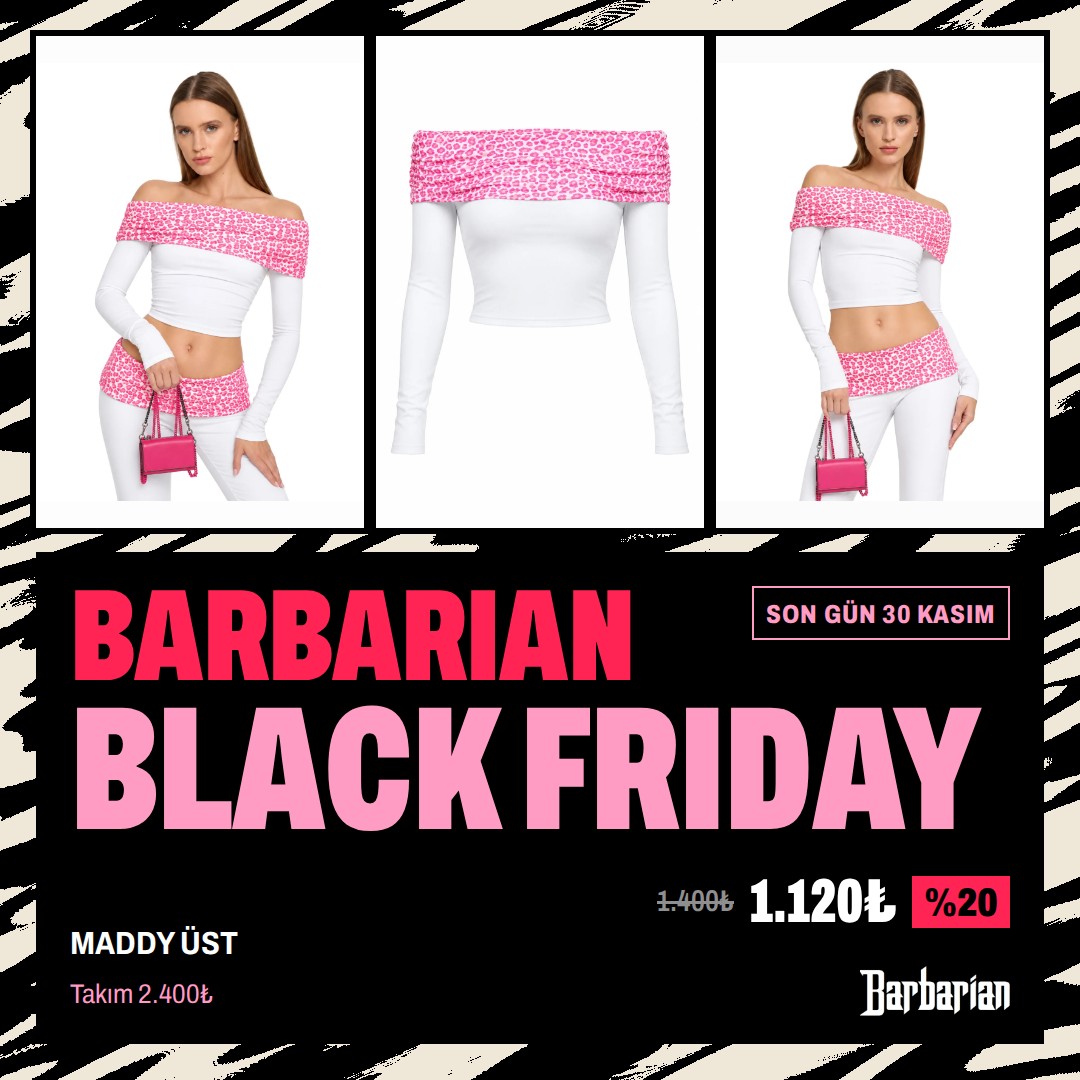 BARBARIAN
SON GÜN 30 KASIM
BLACK FRIDAY
1.400₺ 1.120₺ %20
MADDY ÜST
Takım 2.400₺
Barbarian